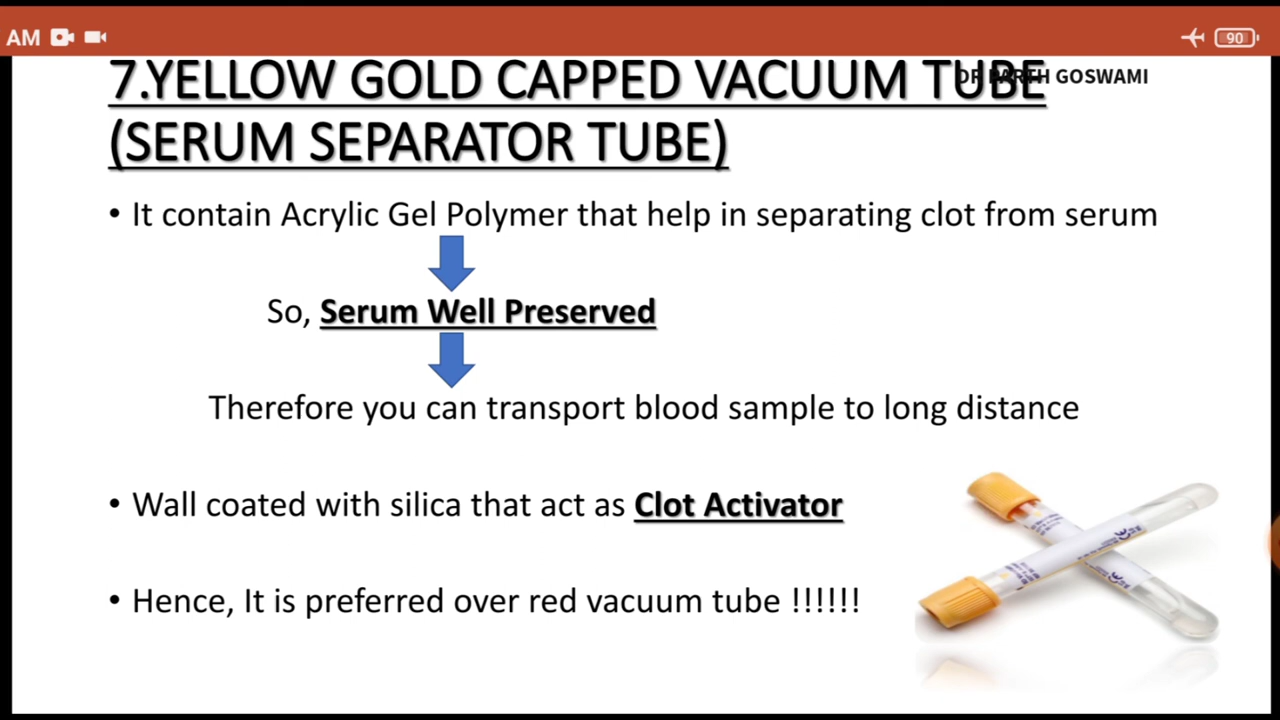 AM
90
7.YELLOW GOLD CAPPED VACUUM TUBE
DR PARTH GOSWAMI
(SERUM SEPARATOR TUBE)
• It contain Acrylic Gel Polymer that help in separating clot from serum
So, Serum Well Preserved
Therefore you can transport blood sample to long distance
• Wall coated with silica that act as Clot Activator
• Hence, It is preferred over red vacuum tube !!!!!!